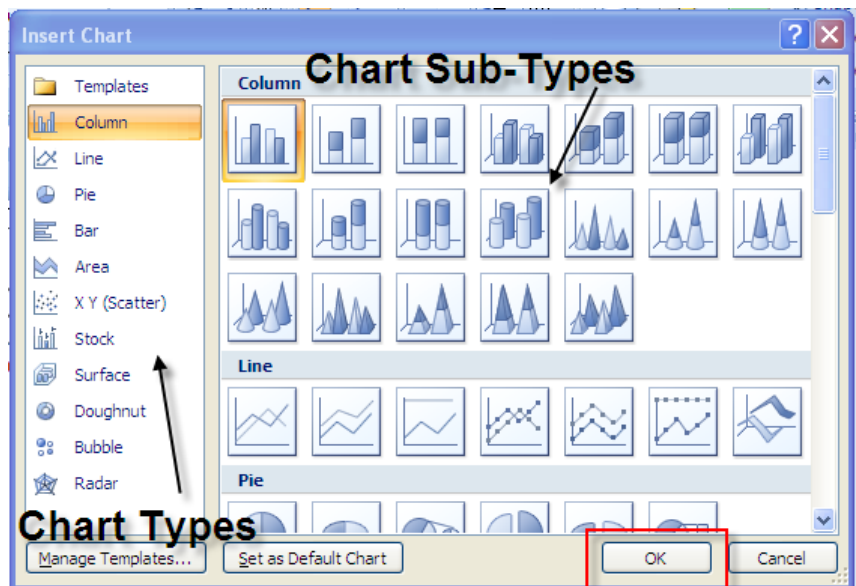 Insert Chart
Chart Sub-Types
Templates
Column
Line
Pie
Bar
Area
X Y (Scatter)
Stock
Surface
Doughnut
Bubble
Radar
Column
Line
Pie
Chart Types
Manage Templates...
Set as Default Chart
OK
Cancel